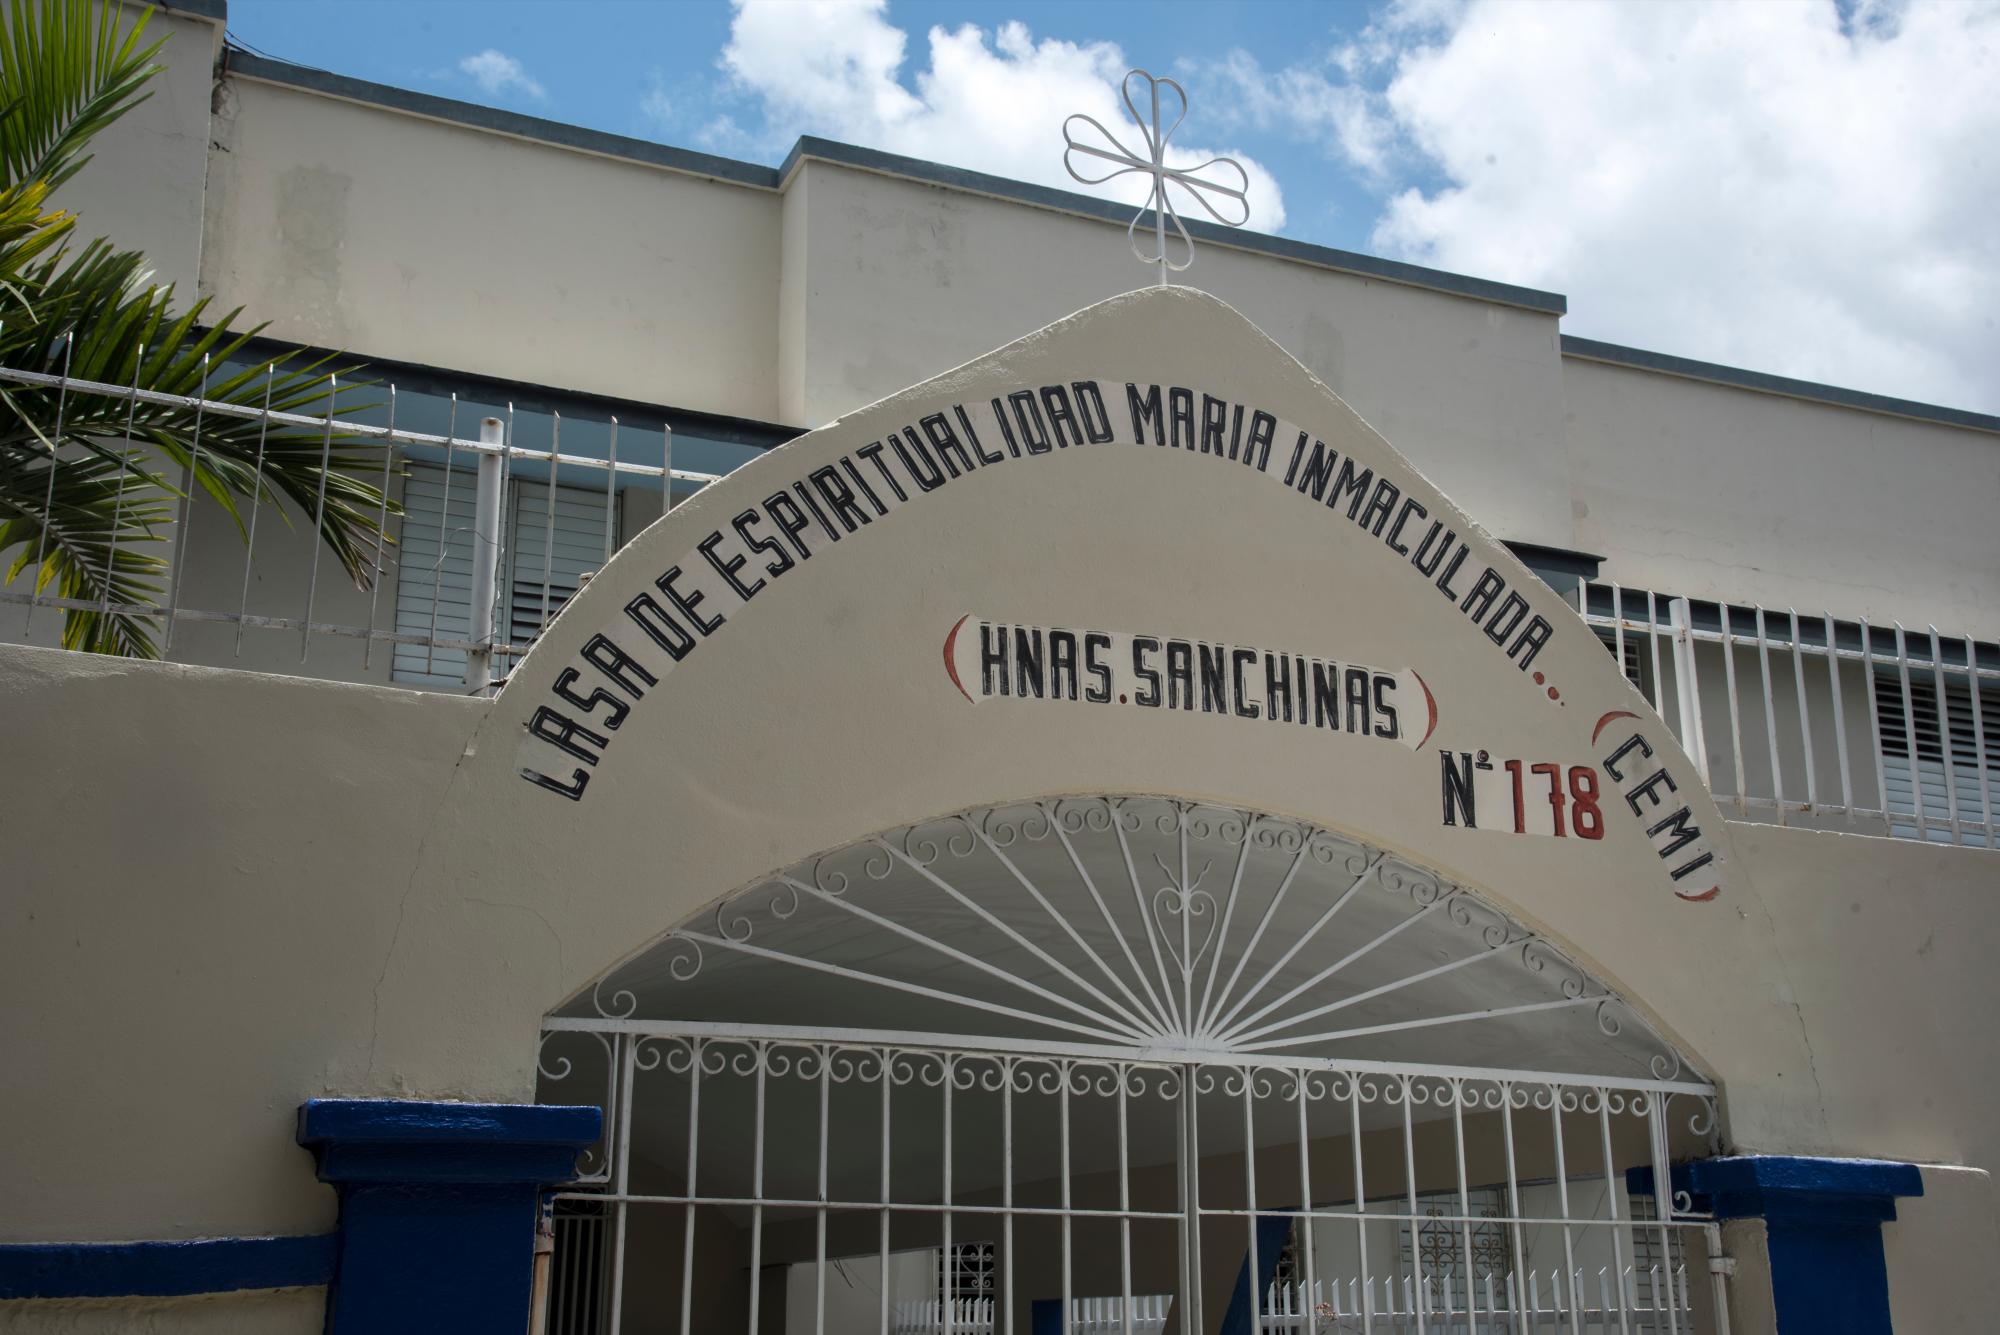 CASA DE ESPIRITUALIDAD MARIA INMACULADA..
(CEMI)
(HNAS.SANCHINAS)
Nº 178